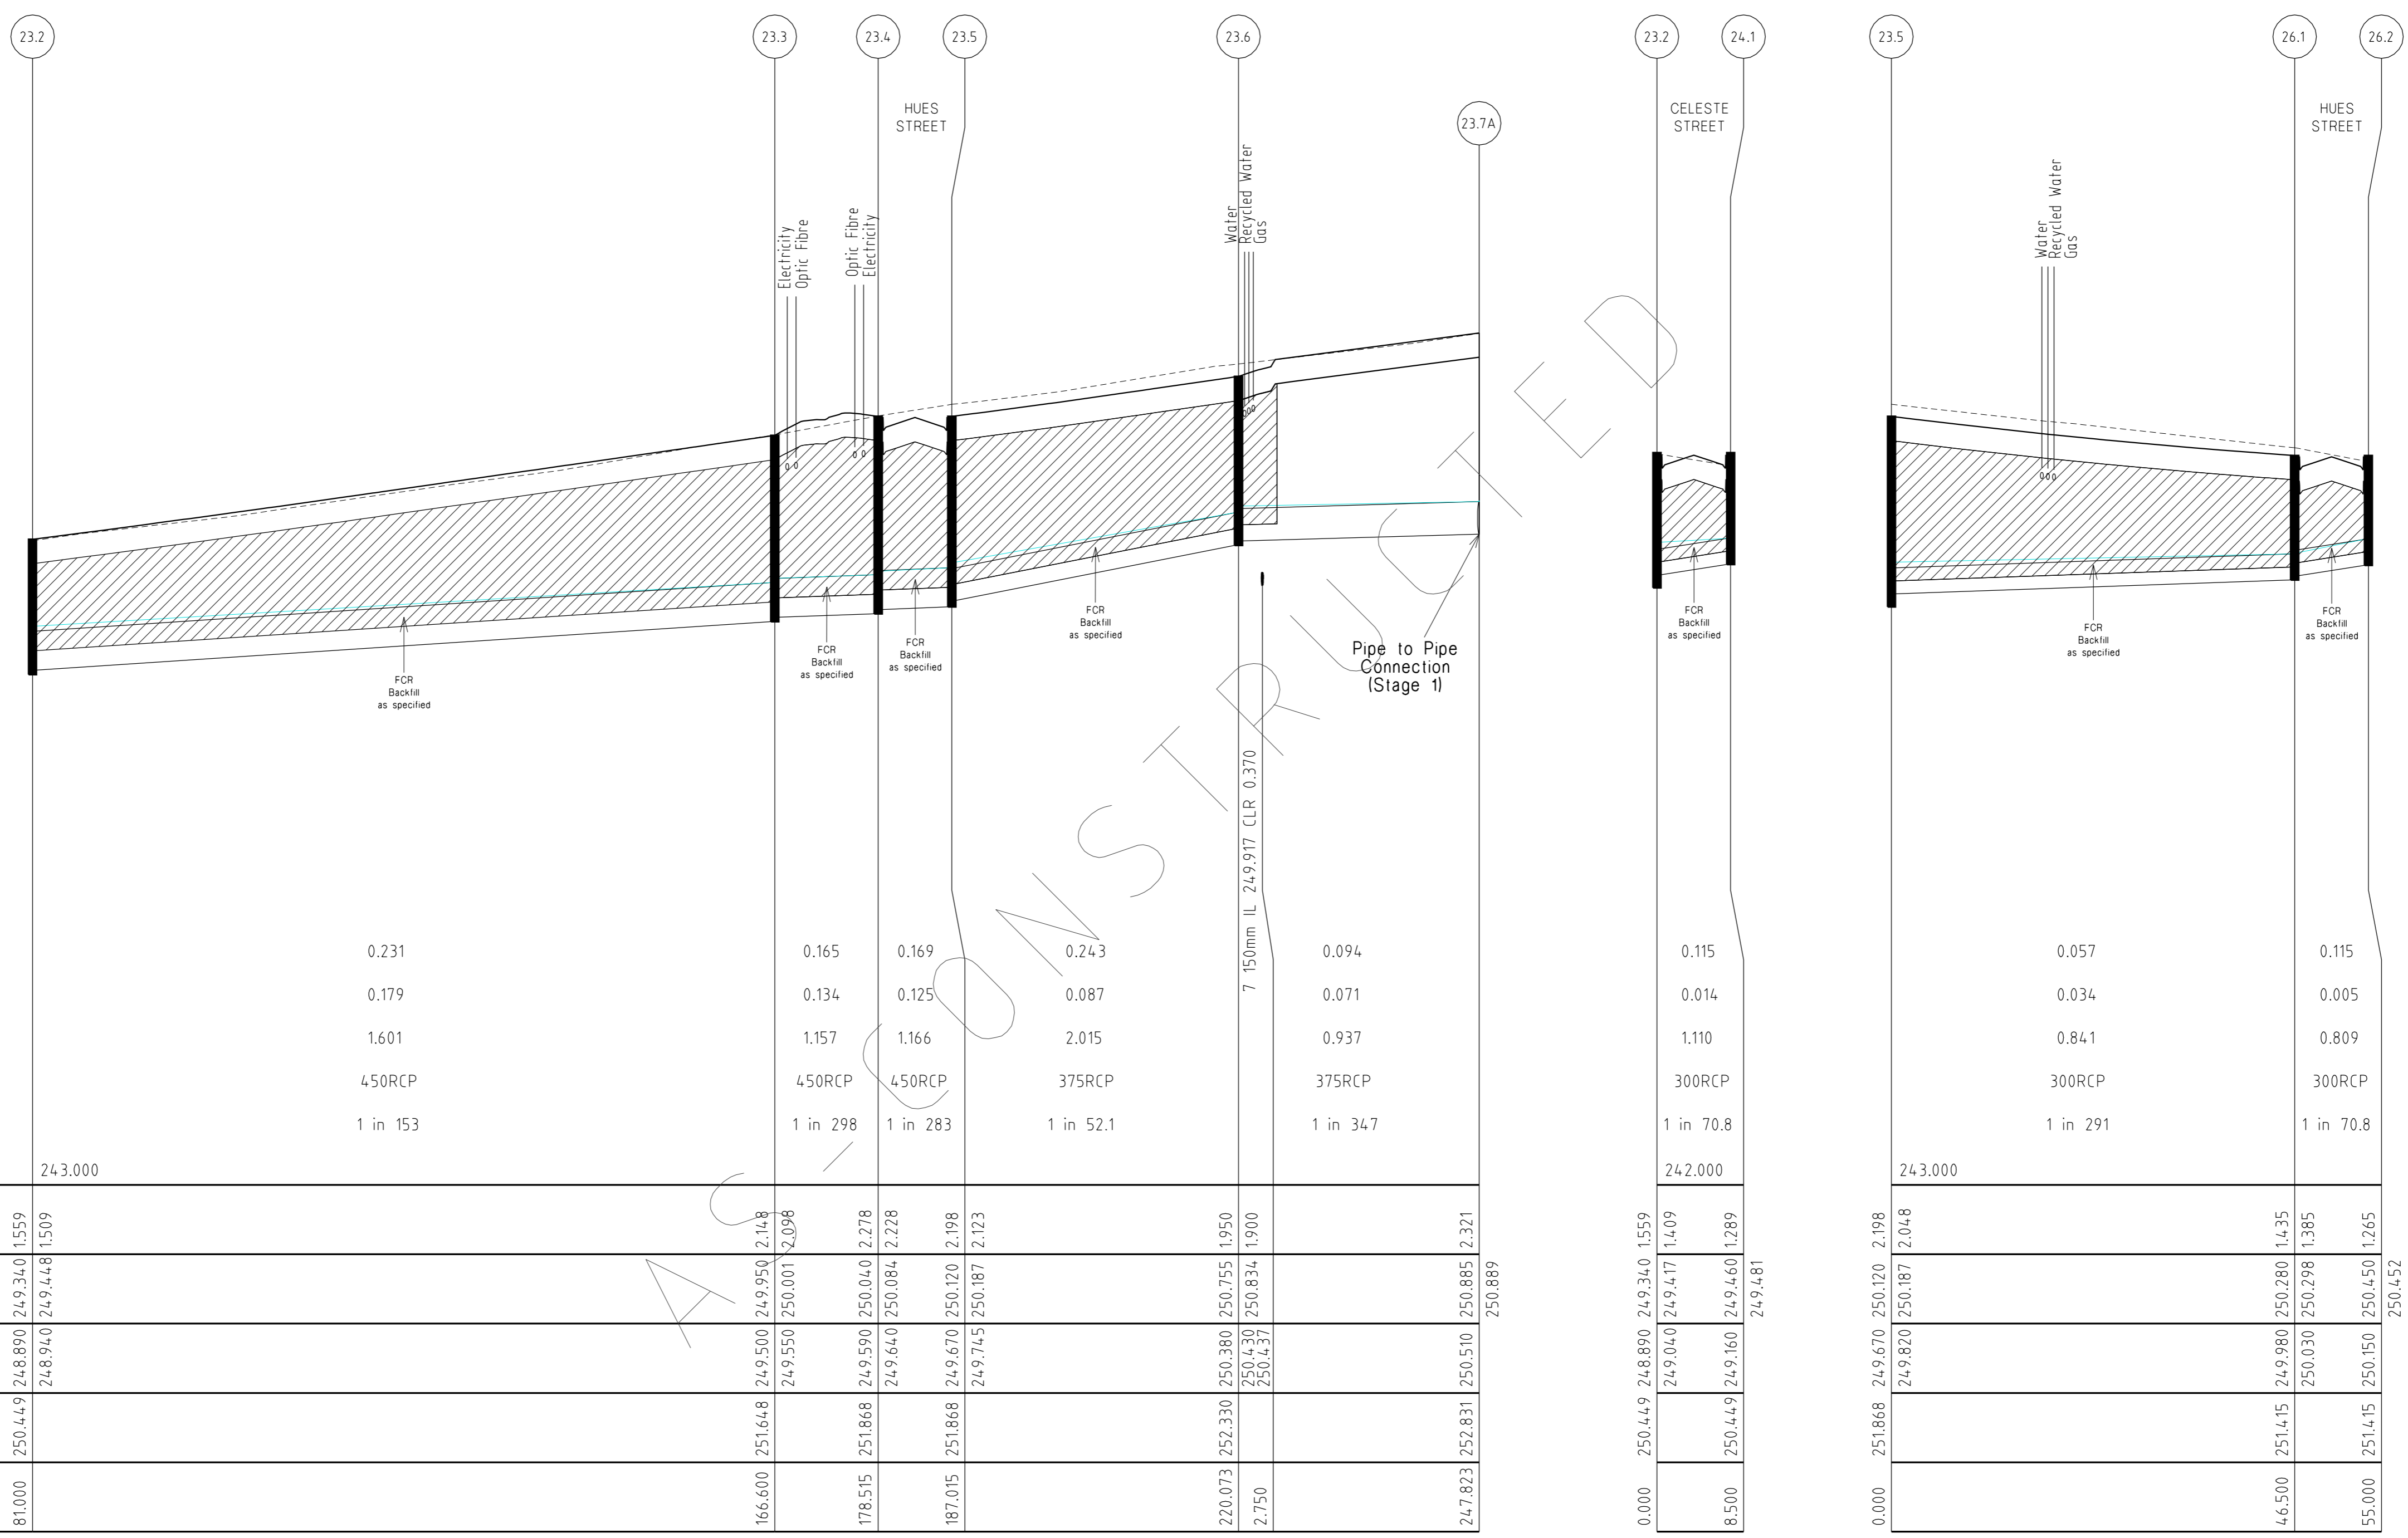 23.2
23.3
23.4
23.5
23.6
23.7A
23.2
24.1
23.5
26.1
26.2
HUES
STREET
CELESTE
STREET
HUES
STREET
Electricity
Optic Fibre
Optic Fibre
Electricity
Water
Recycled Water
Gas
Water
Recycled Water
Gas
FCR
Backfill
as specified
FCR
Backfill
as specified
FCR
Backfill
as specified
FCR
Backfill
as specified
Pipe to Pipe
Connection
(Stage 1)
FCR
Backfill
as specified
FCR
Backfill
as specified
FCR
Backfill
as specified
7 150mm IL 249.917 CLR 0.370
AS-CONSTRUCTED
0.231 0.165 0.169 0.243 0.094 0.115 0.057 0.115
0.179 0.134 0.125 0.087 0.071 0.014 0.034 0.005
1.601 1.157 1.166 2.015 0.937 1.110 0.841 0.809
450RCP 450RCP 450RCP 375RCP 375RCP 300RCP 300RCP 300RCP
1 in 153 1 in 298 1 in 283 1 in 52.1 1 in 347 1 in 70.8 1 in 291 1 in 70.8
243.000 242.000 243.000
1.559 1.509 2.148 2.098 2.278 2.228 2.198 2.123 1.950 1.900 2.321 1.559 1.409 1.289 2.198 2.048 1.435 1.385 1.265
249.340 249.448 249.950 250.001 250.040 250.084 250.120 250.187 250.755 250.834 250.885 250.889 249.340 249.417 249.460 249.481 250.120 250.187 250.280 250.298 250.450 250.452
248.890 248.940 249.500 249.550 249.590 249.640 249.670 249.745 250.380 250.430 250.437 250.510 248.890 249.040 249.160 249.670 249.820 249.980 250.030 250.150
250.449 251.648 251.868 251.868 252.330 252.831 250.449 250.449 251.868 251.415 251.415
81.000 166.600 178.515 187.015 220.073 2.750 247.823 0.000 8.500 0.000 46.500 55.000